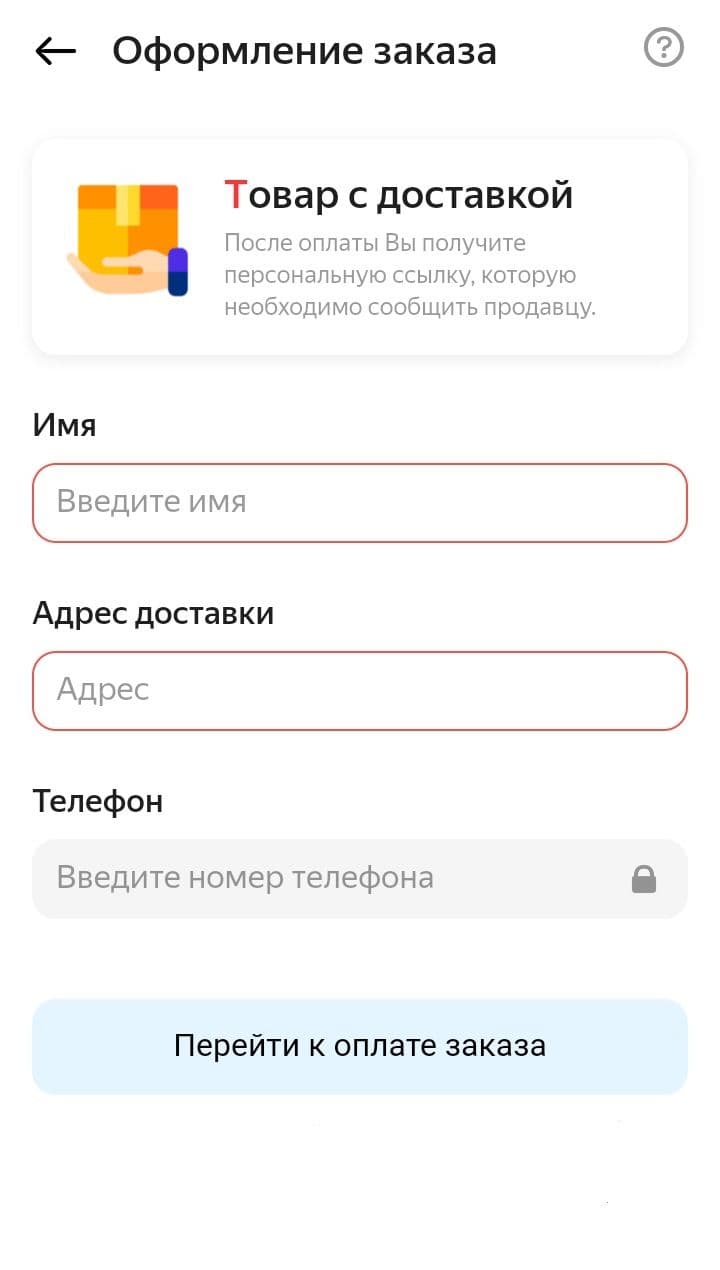 Оформление заказа
Товар с доставкой
После оплаты Вы получите
персональную ссылку, которую
необходимо сообщить продавцу.
Имя
Введите имя
Адрес доставки
Адрес
Телефон
Введите номер телефона
Перейти к оплате заказа